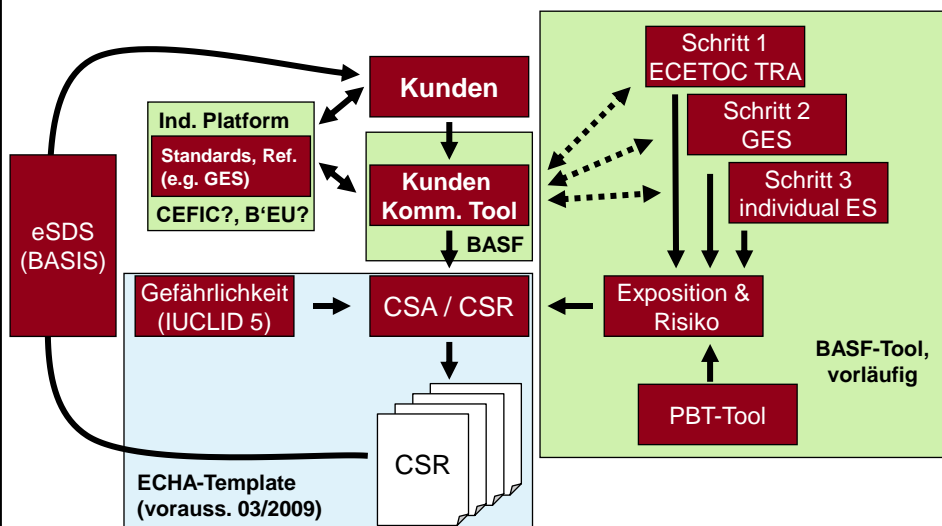 Kunden
Ind. Platform
Standards, Ref.
(e.g. GES)
CEFIC?, B‘EU?
Kunden
Komm. Tool
BASF
eSDS
(BASIS)
Gefährlichkeit
(IUCLID 5)
CSA / CSR
CSR
ECHA-Template
(vorauss. 03/2009)
Schritt 1
ECETOC TRA
Schritt 2
GES
Schritt 3
individual ES
Exposition &
Risiko
BASF-Tool,
vorläufig
PBT-Tool